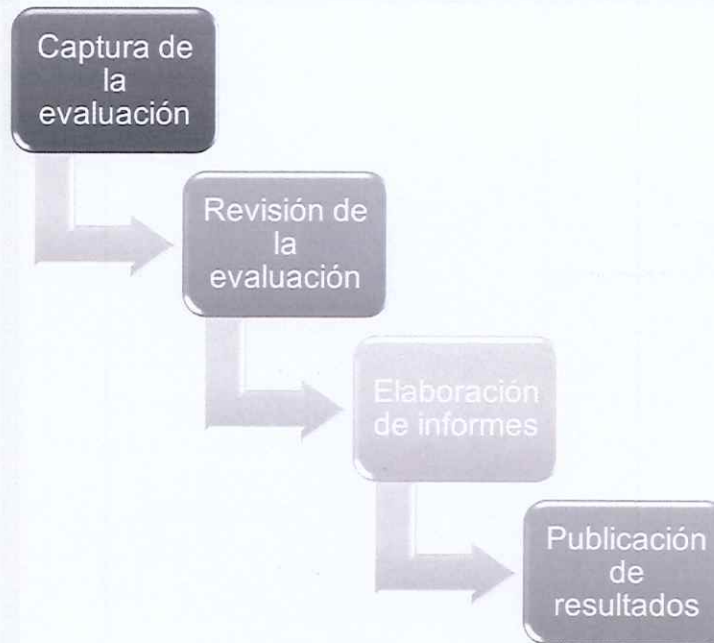 Captura de
la
evaluación
Revisión de
la
evaluación
Elaboración
de informes
Publicación
de
resultados